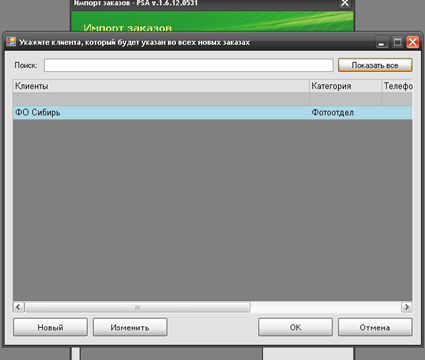 Импорт заказов - PSA v.1.6.12.0531
Импорт заказов
Укажите клиента, который будет указан во всех новых заказах
Поиск:
Показать все
Клиенты Категория Телефо
ФО Сибирь Фотоотдел
Новый Изменить OK Отмена